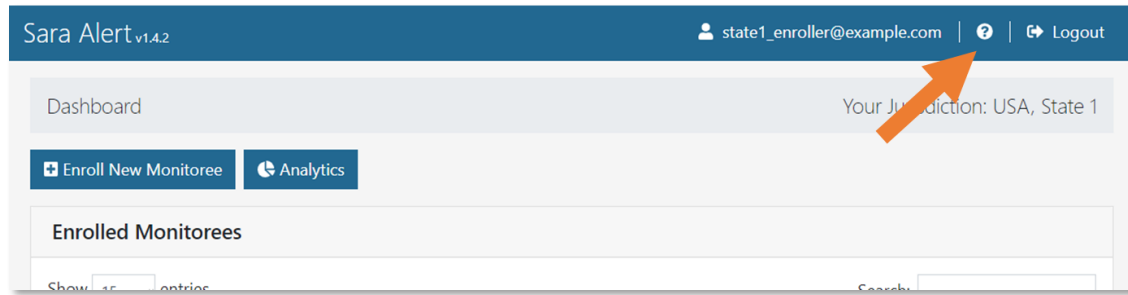 Sara Alert v1.4.2 state1_enroller@example.com ? Logout
Dashboard Your Jurisdiction: USA, State 1
Enroll New Monitoree Analytics
Enrolled Monitorees
Show 15 entries Search: